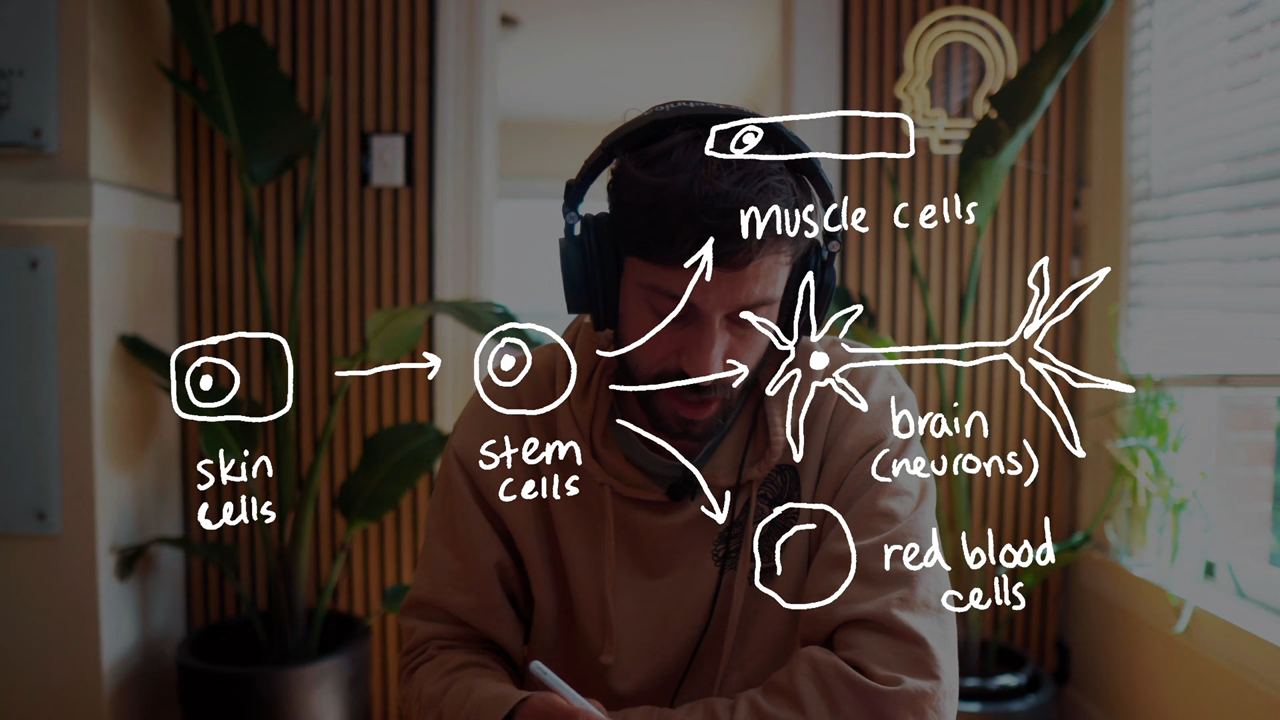 muscle cells
skin
cells
stem
cells
brain
(neurons)
red blood
cells